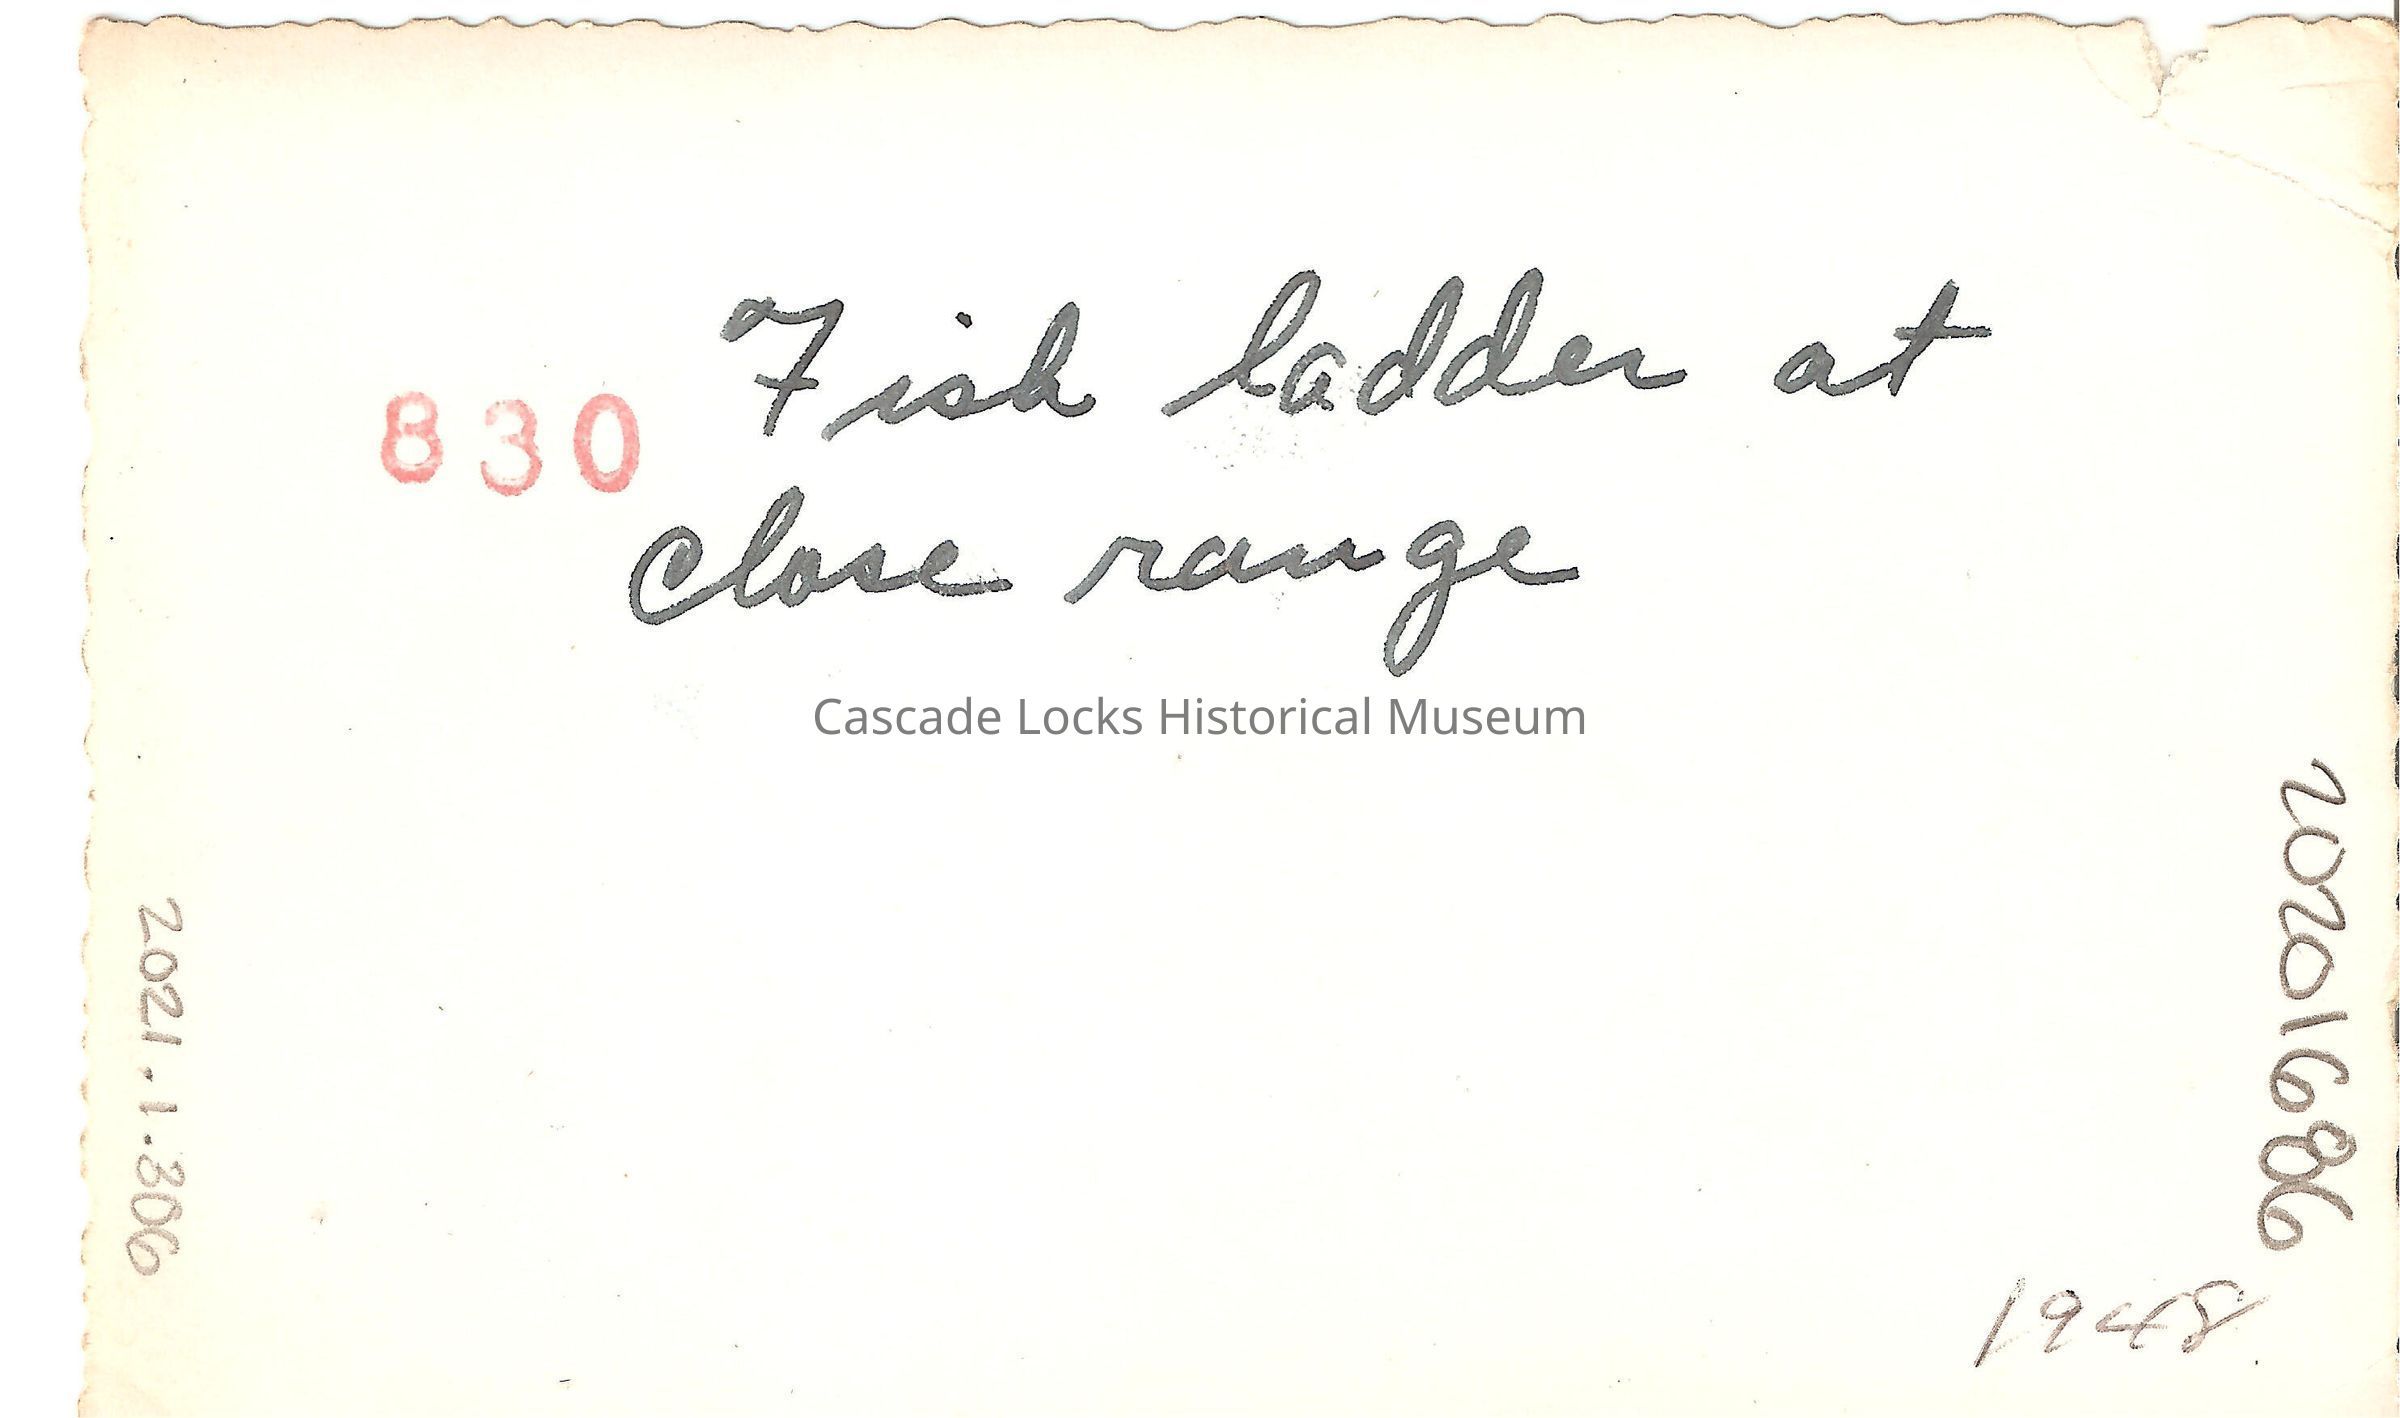 Fish ladder at
830
close range
Cascade Locks Historical Museum
2021.1.306
20201686
1948